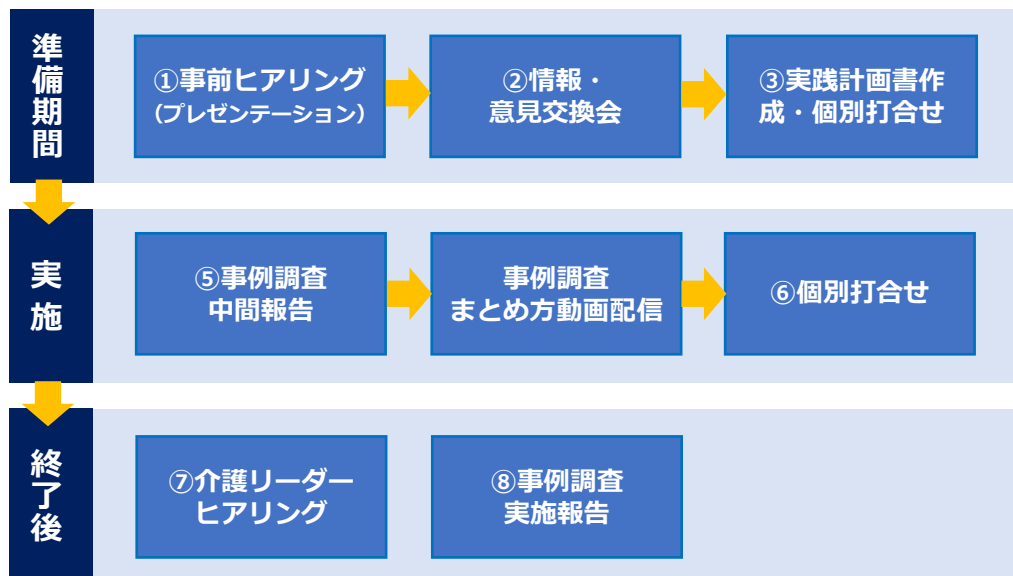 準備期間
①事前ヒアリング
(プレゼンテーション)
②情報・
意見交換会
③実践計画書作
成・個別打合せ
実施
⑤事例調査
中間報告
事例調査
まとめ方動画配信
⑥個別打合せ
終了後
⑦介護リーダー
ヒアリング
⑧事例調査
実施報告